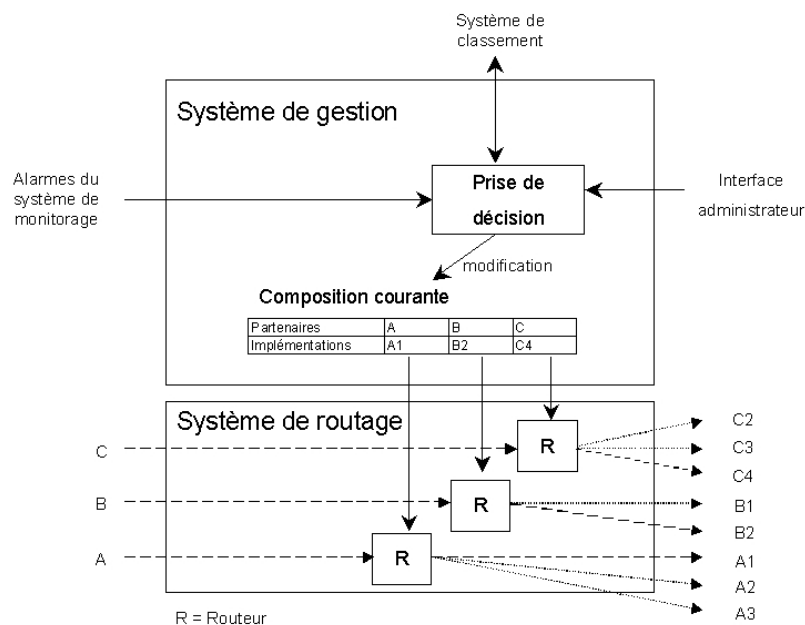 Système de
classement
Système de gestion
Alarmes du
système de
monitorage
Prise de
décision
Interface
administrateur
modification
Composition courante
Partenaires A B C
Implémentations A1 B2 C4
Système de routage
C
R
C2
C3
C4
B
R
B1
B2
A
R
A1
A2
A3
R = Routeur